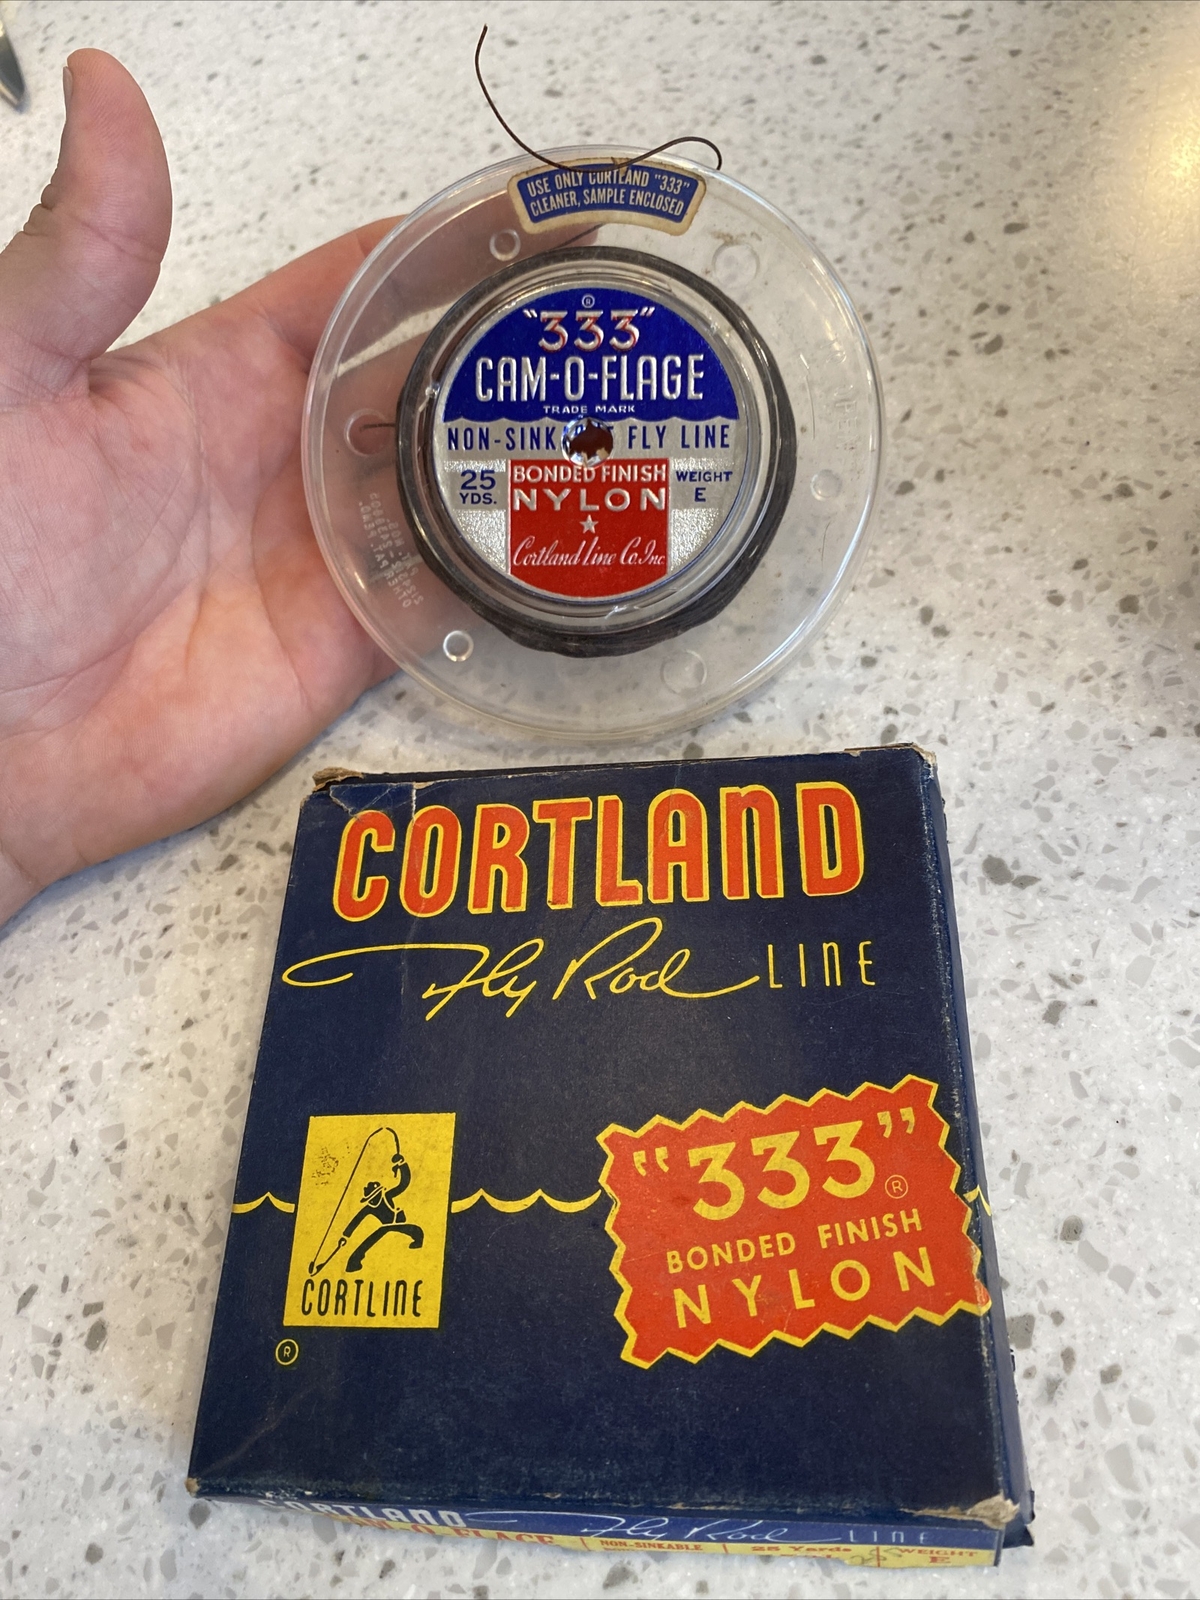 USE ONLY CORTLAND "333"
CLEANER, SAMPLE ENCLOSED
®
"333"
CAM-O-FLAGE
TRADE MARK
NON-SINK FLY LINE
25
YDS.
BONDED FINISH
NYLON
WEIGHT
E
Cortland Line Co. Inc.
CORTLAND
Fly Rod LINE
"333"®
BONDED FINISH
NYLON
CORTLINE
®
CORTLAND Fly Rod LINE
NON-SINKABLE
25 Yards
WEIGHT
E